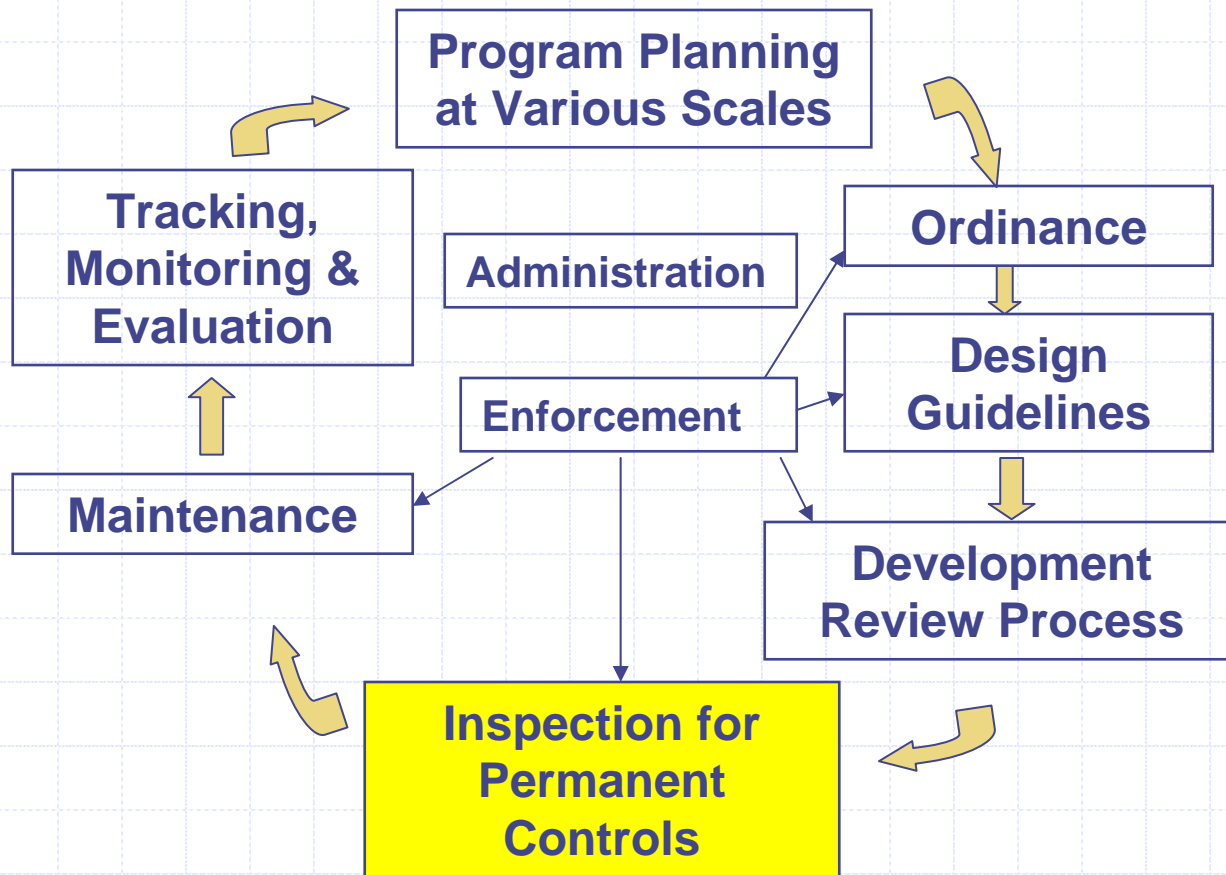 Program Planning
at Various Scales
Tracking,
Monitoring &
Evaluation
Ordinance
Administration
Design
Guidelines
Enforcement
Maintenance
Development
Review Process
Inspection for
Permanent
Controls